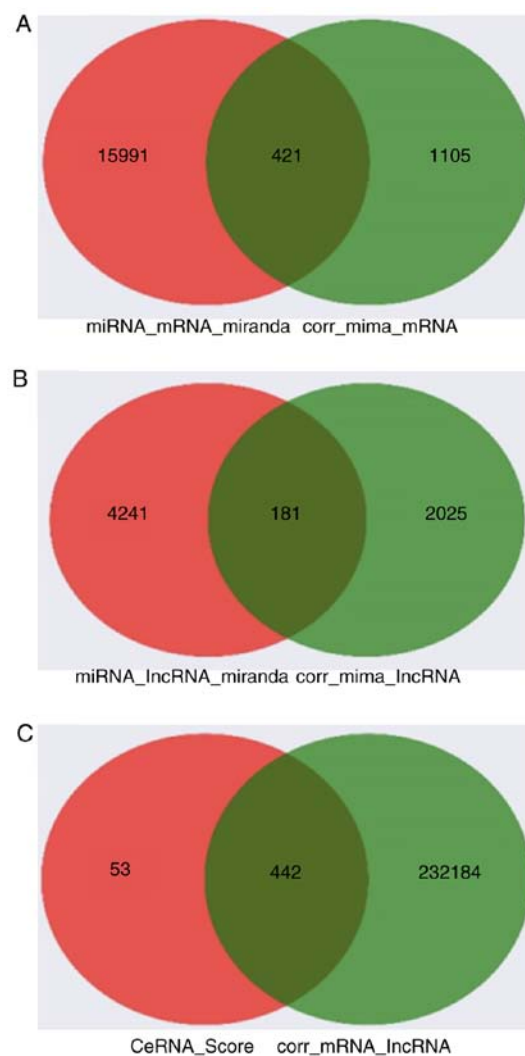 A
15991 421 1105
miRNA_mRNA_miranda corr_mima_mRNA
B
4241 181 2025
miRNA_lncRNA_miranda corr_mima_lncRNA
C
53 442 232184
CeRNA_Score corr_mRNA_lncRNA